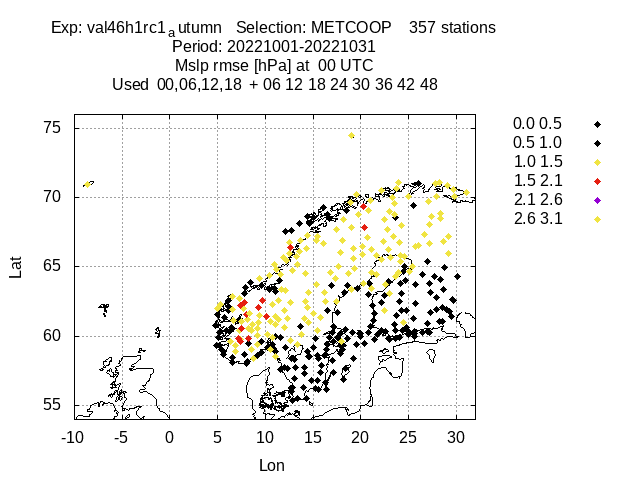 Exp: val46h1rc1ₐutumn Selection: METCOOP 357 stations
Period: 20221001-20221031
Mslp rmse [hPa] at 00 UTC
Used 00,06,12,18 + 06 12 18 24 30 36 42 48
0.0 0.5
0.5 1.0
1.0 1.5
1.5 2.1
2.1 2.6
2.6 3.1
75
70
65
60
55
Lat
-10 -5 0 5 10 15 20 25 30
Lon